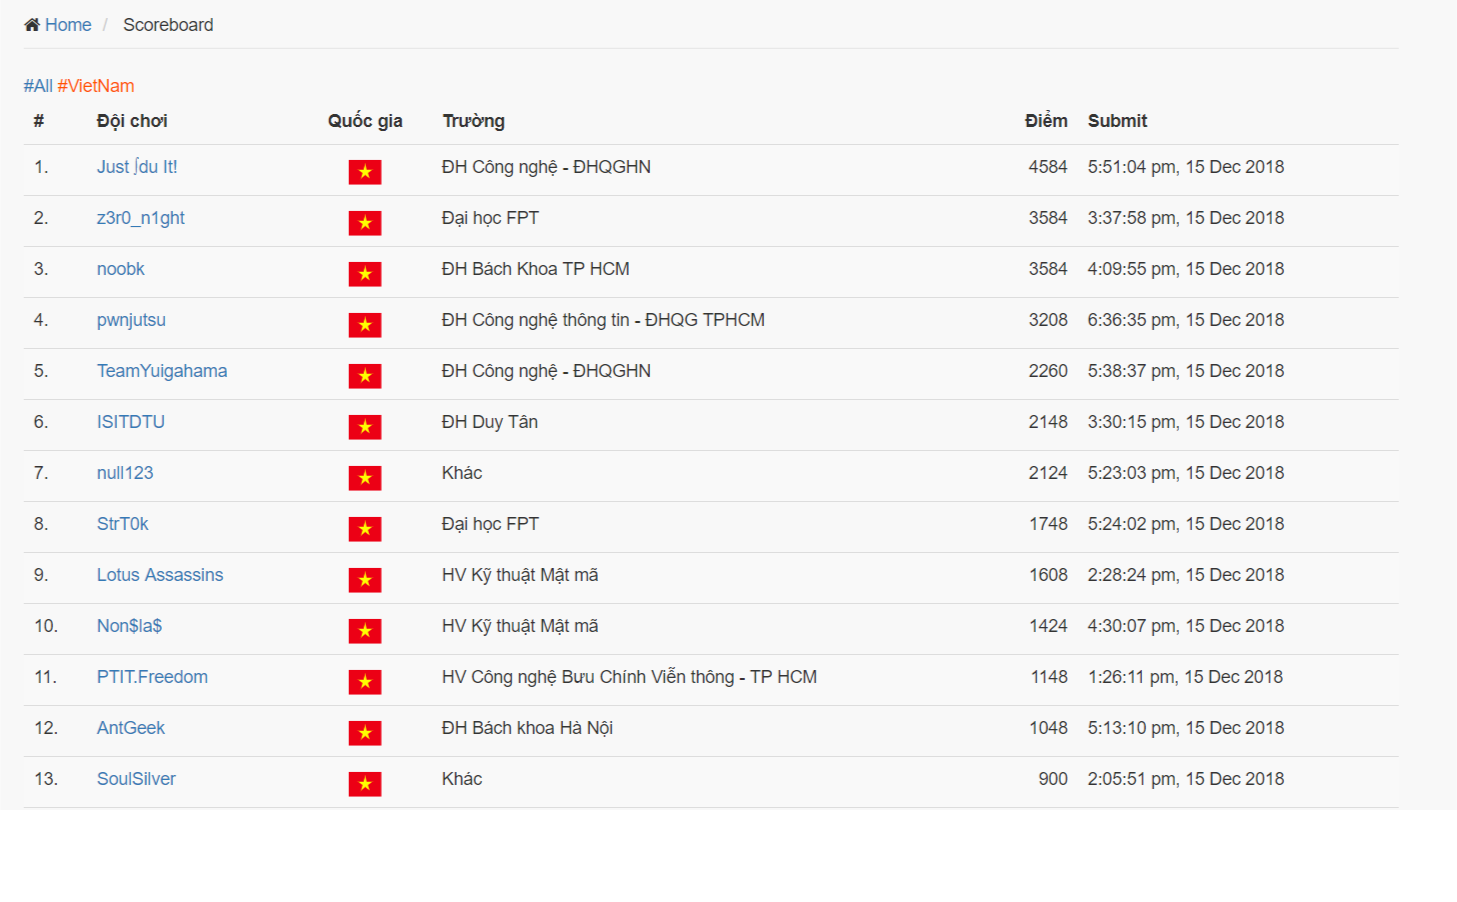 Home / Scoreboard
#All #VietNam
# Đội chơi Quốc gia Trường Điểm Submit
1. Just ∫du It! ĐH Công nghệ - ĐHQGHN 4584 5:51:04 pm, 15 Dec 2018
2. z3r0_n1ght Đại học FPT 3584 3:37:58 pm, 15 Dec 2018
3. noobk ĐH Bách Khoa TP HCM 3584 4:09:55 pm, 15 Dec 2018
4. pwnjutsu ĐH Công nghệ thông tin - ĐHQG TPHCM 3208 6:36:35 pm, 15 Dec 2018
5. TeamYuigahama ĐH Công nghệ - ĐHQGHN 2260 5:38:37 pm, 15 Dec 2018
6. ISITDTU ĐH Duy Tân 2148 3:30:15 pm, 15 Dec 2018
7. null123 Khác 2124 5:23:03 pm, 15 Dec 2018
8. StrT0k Đại học FPT 1748 5:24:02 pm, 15 Dec 2018
9. Lotus Assassins HV Kỹ thuật Mật mã 1608 2:28:24 pm, 15 Dec 2018
10. Non$la$ HV Kỹ thuật Mật mã 1424 4:30:07 pm, 15 Dec 2018
11. PTIT.Freedom HV Công nghệ Bưu Chính Viễn thông - TP HCM 1148 1:26:11 pm, 15 Dec 2018
12. AntGeek ĐH Bách khoa Hà Nội 1048 5:13:10 pm, 15 Dec 2018
13. SoulSilver Khác 900 2:05:51 pm, 15 Dec 2018